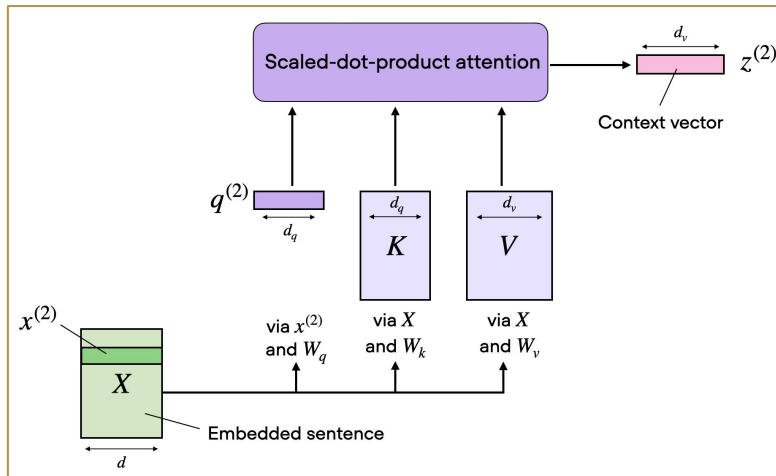 Scaled-dot-product attention
d_v
z^{(2)}
Context vector
q^{(2)}
d_q
d_q
K
d_v
V
x^{(2)}
X
via x^{(2)}
and W_q
via X
and W_k
via X
and W_v
Embedded sentence
d